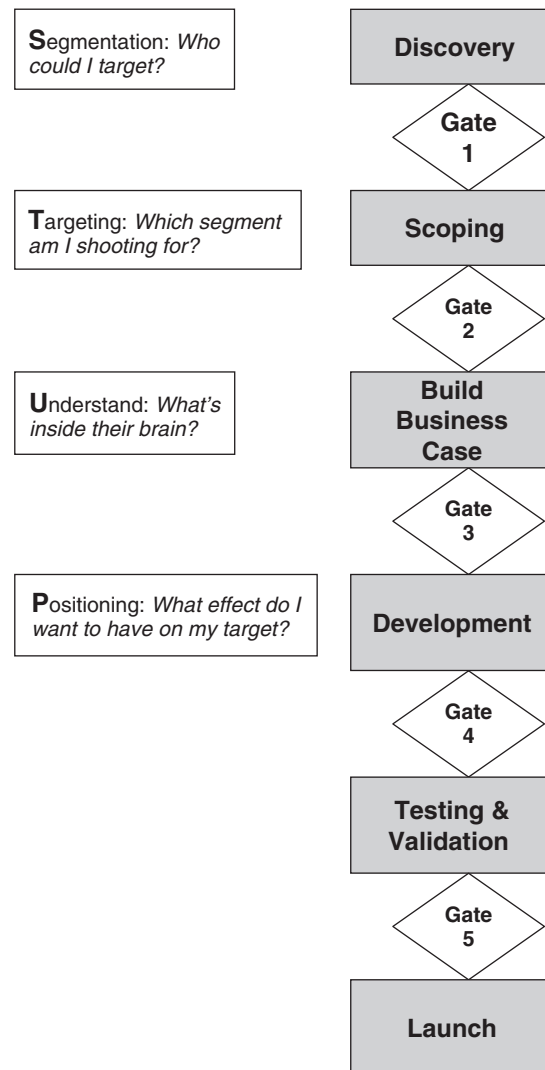 Segmentation: Who
could I target?
Discovery
Gate
1
Targeting: Which segment
am I shooting for?
Scoping
Gate
2
Understand: What's
inside their brain?
Build
Business
Case
Gate
3
Positioning: What effect do I
want to have on my target?
Development
Gate
4
Testing &
Validation
Gate
5
Launch